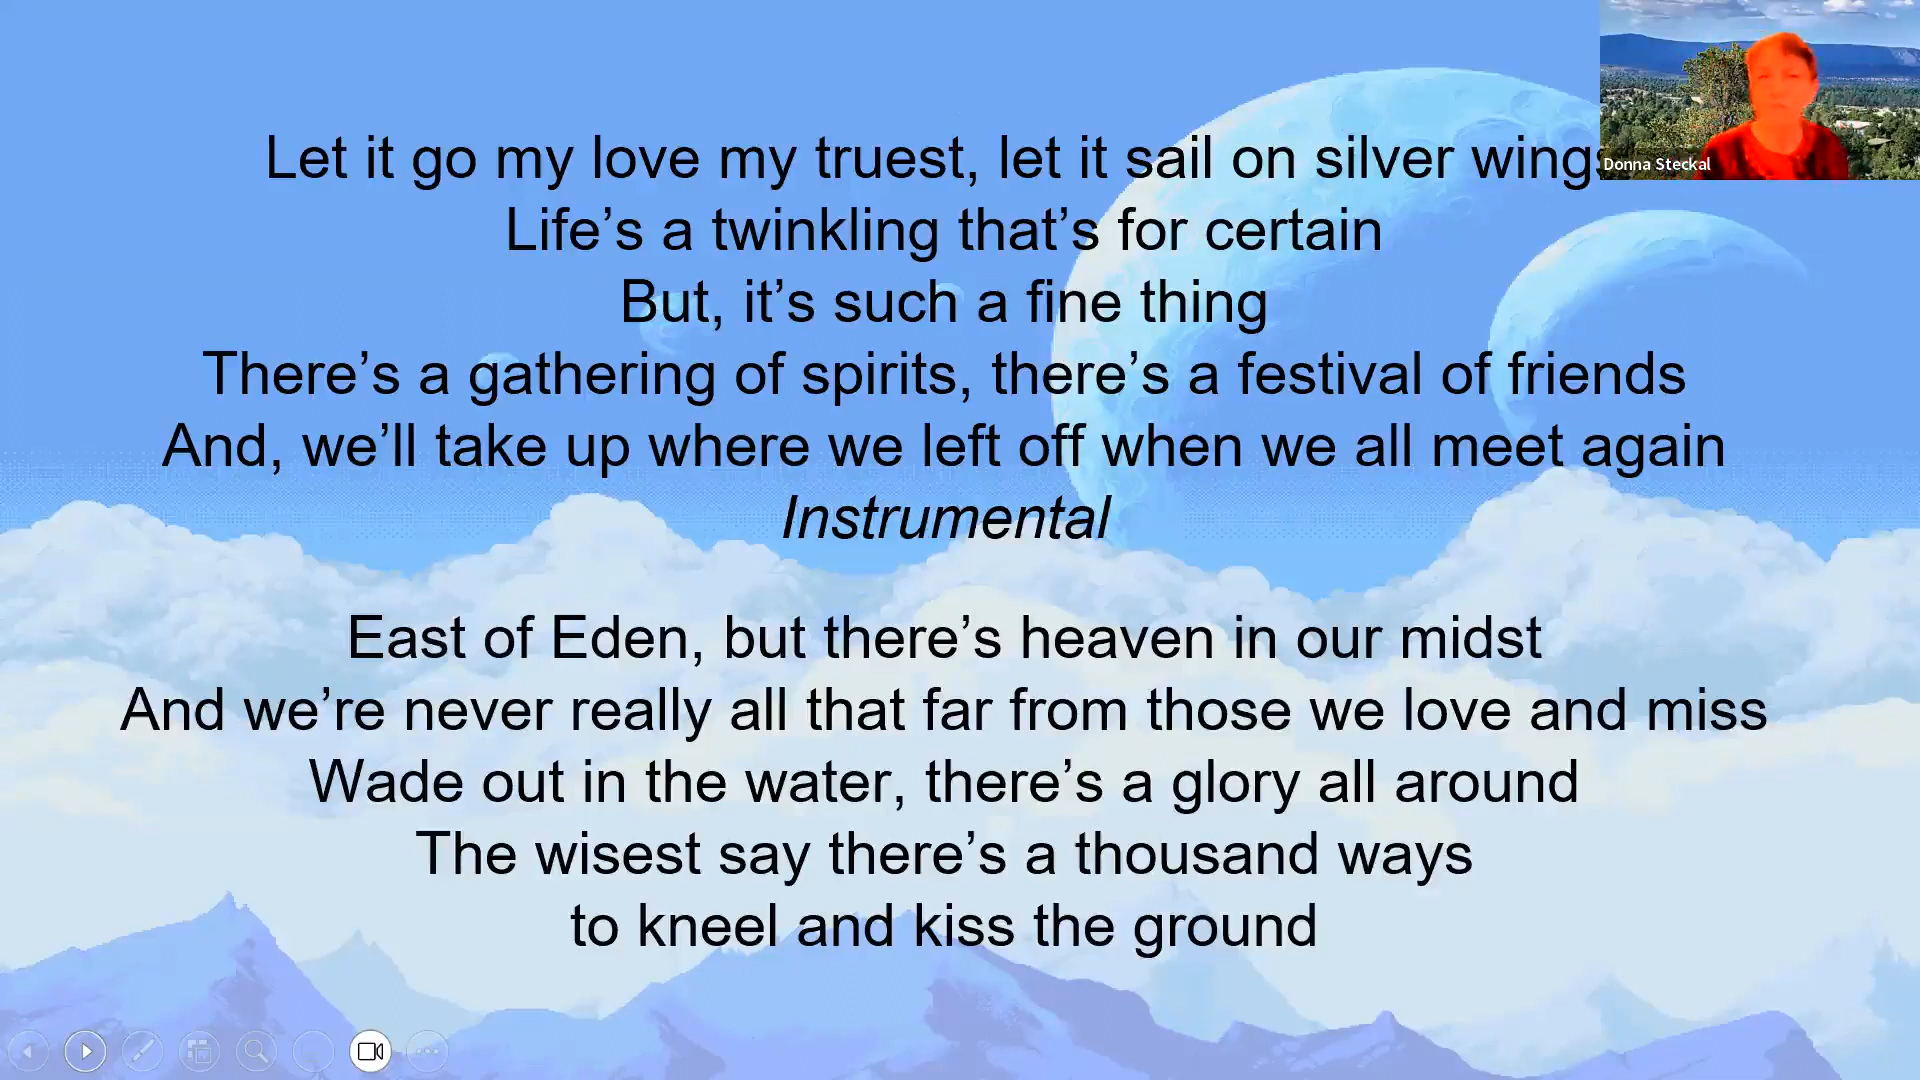 Let it go my love my truest, let it sail on silver wings
Donna Steckal
Life’s a twinkling that’s for certain
But, it’s such a fine thing
There’s a gathering of spirits, there’s a festival of friends
And, we’ll take up where we left off when we all meet again
Instrumental
East of Eden, but there’s heaven in our midst
And we’re never really all that far from those we love and miss
Wade out in the water, there’s a glory all around
The wisest say there’s a thousand ways
to kneel and kiss the ground